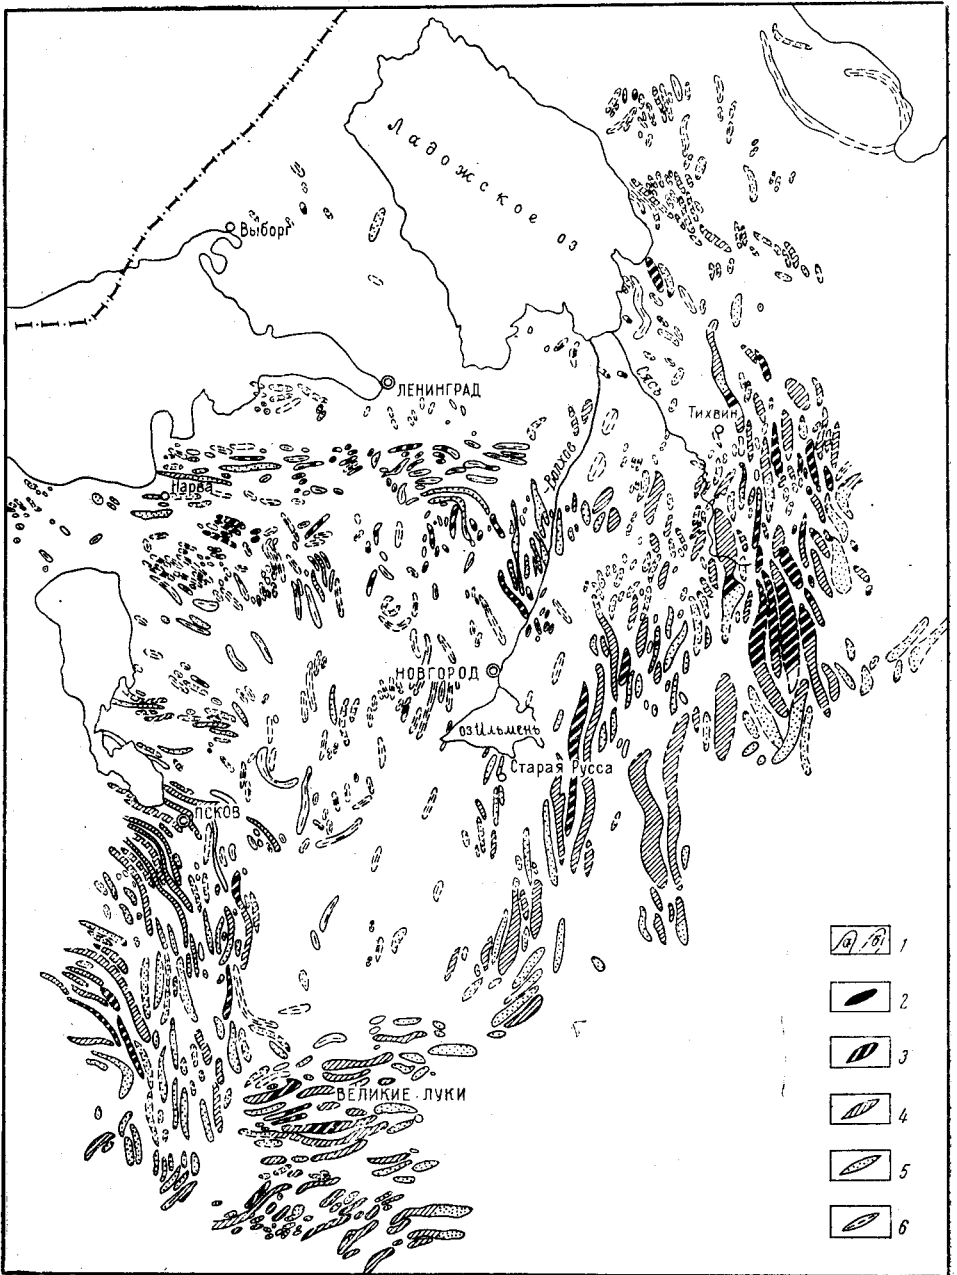 Ладожское
оз
Выборг
ЛЕНИНГРАД
Сясь
Тихвин
Волхов
Нарва
НОВГОРОД
оз Ильмень
Старая Русса
ПСКОВ
ВЕЛИКИЕ ЛУКИ
а б 1
2
3
4
5
6